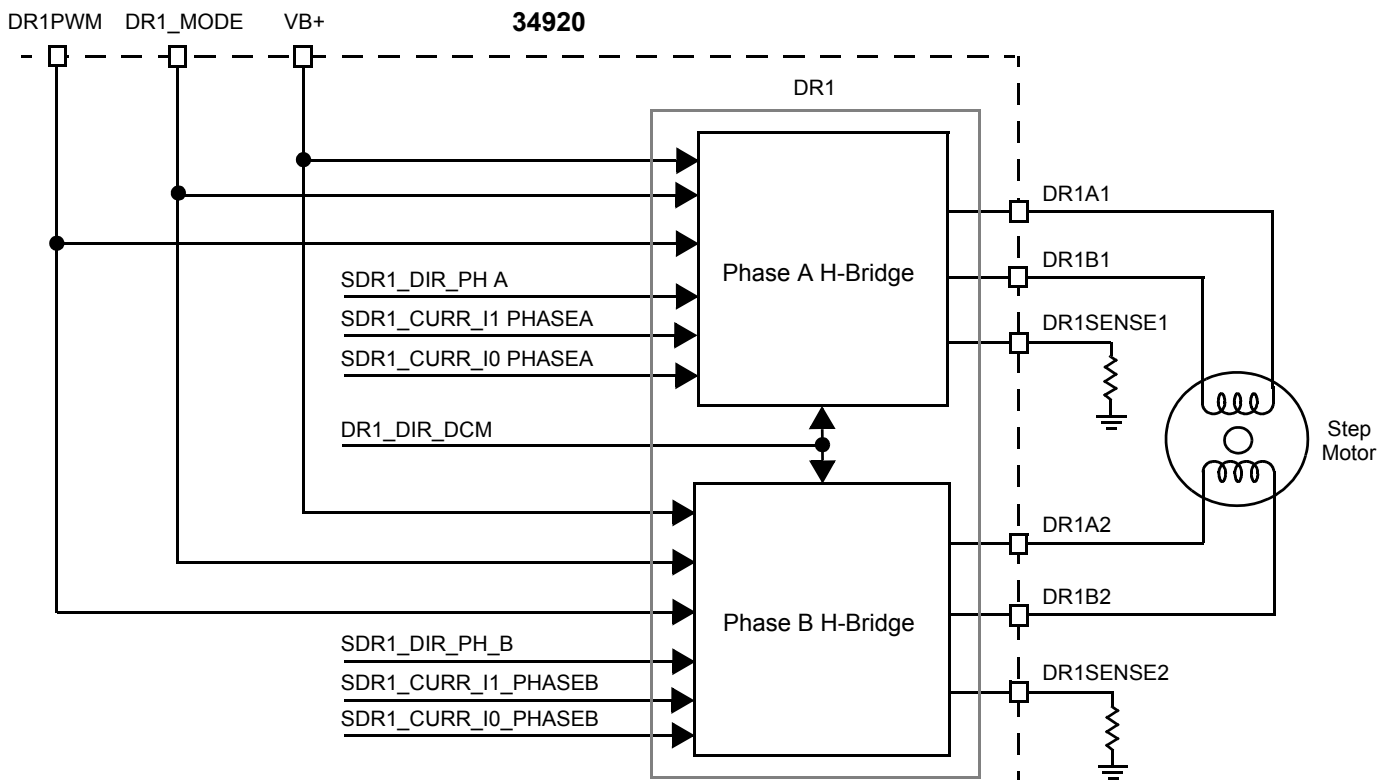 DR1PWM DR1_MODE VB+ 34920
DR1
DR1A1
DR1B1
Phase A H-Bridge
SDR1_DIR_PH A
SDR1_CURR_I1 PHASEA
DR1SENSE1
SDR1_CURR_I0 PHASEA
DR1_DIR_DCM
Step
Motor
DR1A2
DR1B2
Phase B H-Bridge
SDR1_DIR_PH_B
DR1SENSE2
SDR1_CURR_I1_PHASEB
SDR1_CURR_I0_PHASEB